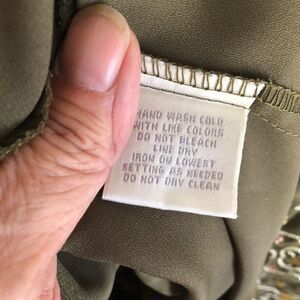 HAND WASH COLD
WITH LIKE COLORS
DO NOT BLEACH
LINE DRY
IRON ON LOWEST
SETTING AS NEEDED
DO NOT DRY CLEAN